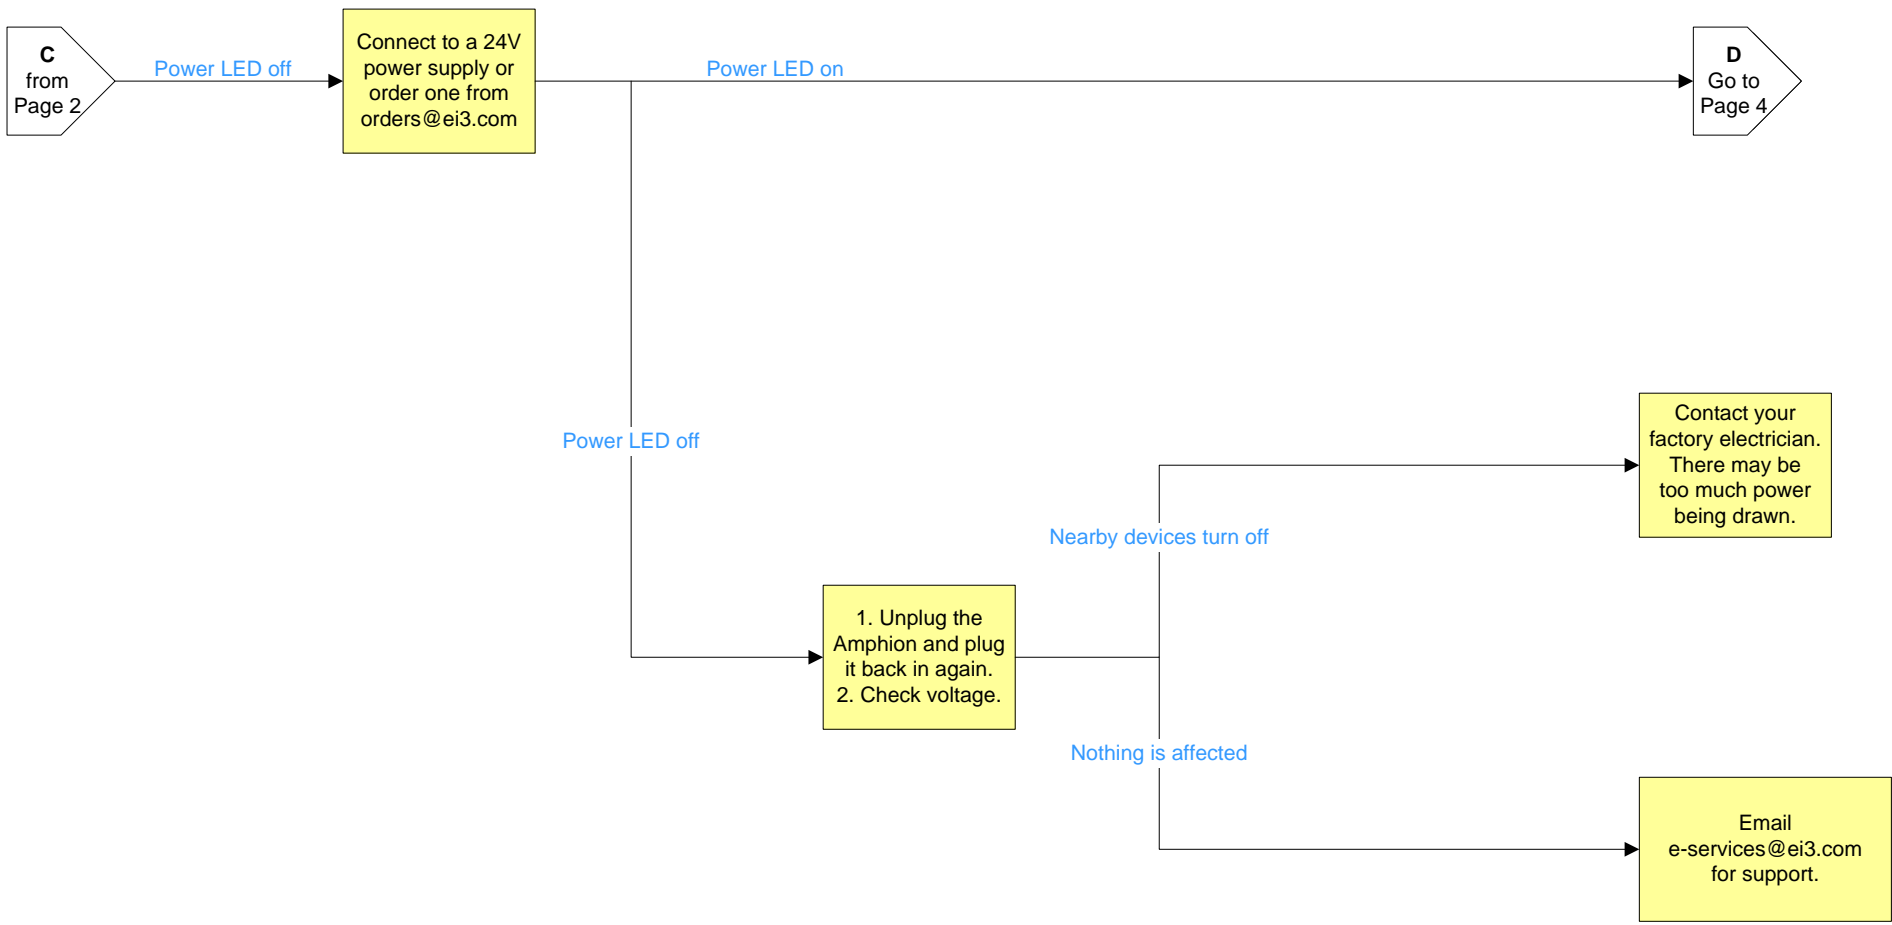 C
from
Page 2
Power LED off
Connect to a 24V
power supply or
order one from
orders@ei3.com
Power LED on
D
Go to
Page 4
Power LED off
Contact your
factory electrician.
There may be
too much power
being drawn.
Nearby devices turn off
1. Unplug the
Amphion and plug
it back in again.
2. Check voltage.
Nothing is affected
Email
e-services@ei3.com
for support.